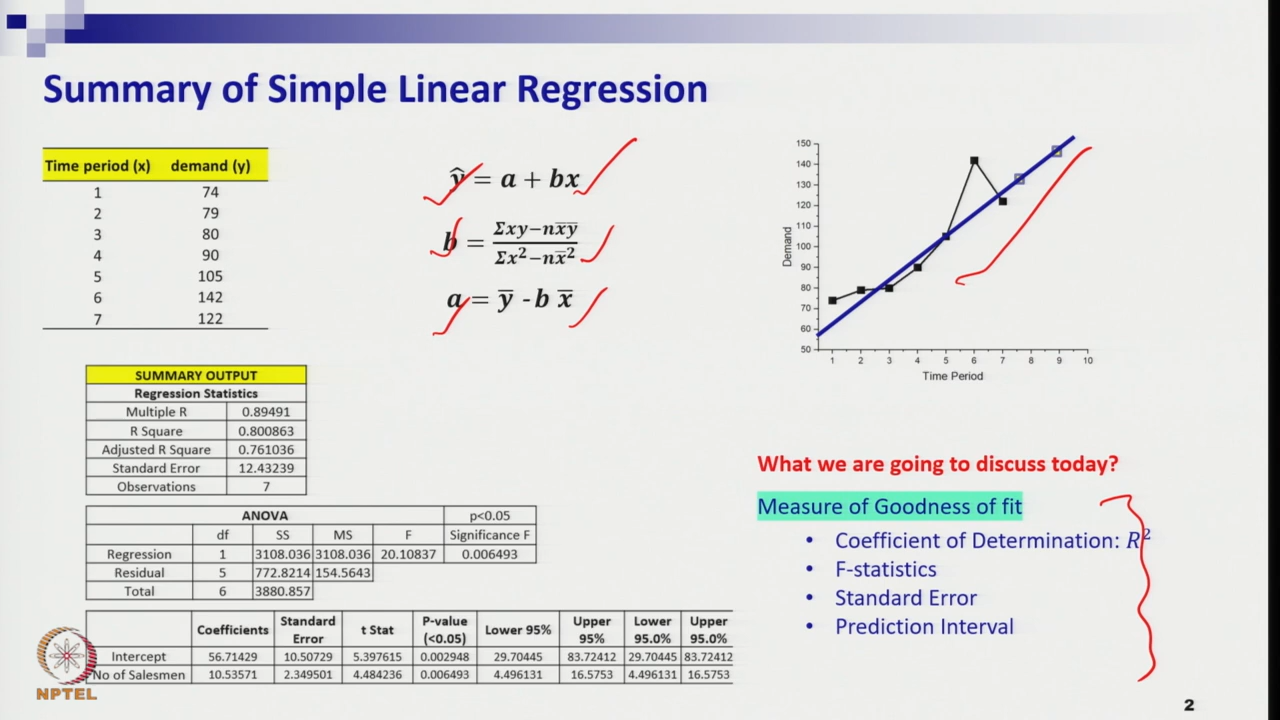 Summary of Simple Linear Regression
Time period (x) demand (y)
1 74
2 79
3 80
4 90
5 105
6 142
7 122
ŷ = a + bx
b = Σxy−nx̅y̅ / Σx²−nx̅²
a = y̅ - b x̅
150
140
130
120
110
100
90
80
70
60
50
Demand
1 2 3 4 5 6 7 8 9 10
Time Period
SUMMARY OUTPUT
Regression Statistics
Multiple R 0.89491
R Square 0.800863
Adjusted R Square 0.761036
Standard Error 12.43239
Observations 7
ANOVA p<0.05
df SS MS F Significance F
Regression 1 3108.036 3108.036 20.10837 0.006493
Residual 5 772.8214 154.5643
Total 6 3880.857
Coefficients Standard Error t Stat P-value (<0.05) Lower 95% Upper 95% Lower 95.0% Upper 95.0%
Intercept 56.71429 10.50729 5.397615 0.002948 29.70445 83.72412 29.70445 83.72412
No of Salesmen 10.53571 2.349501 4.484236 0.006493 4.496131 16.5753 4.496131 16.5753
What we are going to discuss today?
Measure of Goodness of fit
• Coefficient of Determination: R²
• F-statistics
• Standard Error
• Prediction Interval
NPTEL
2